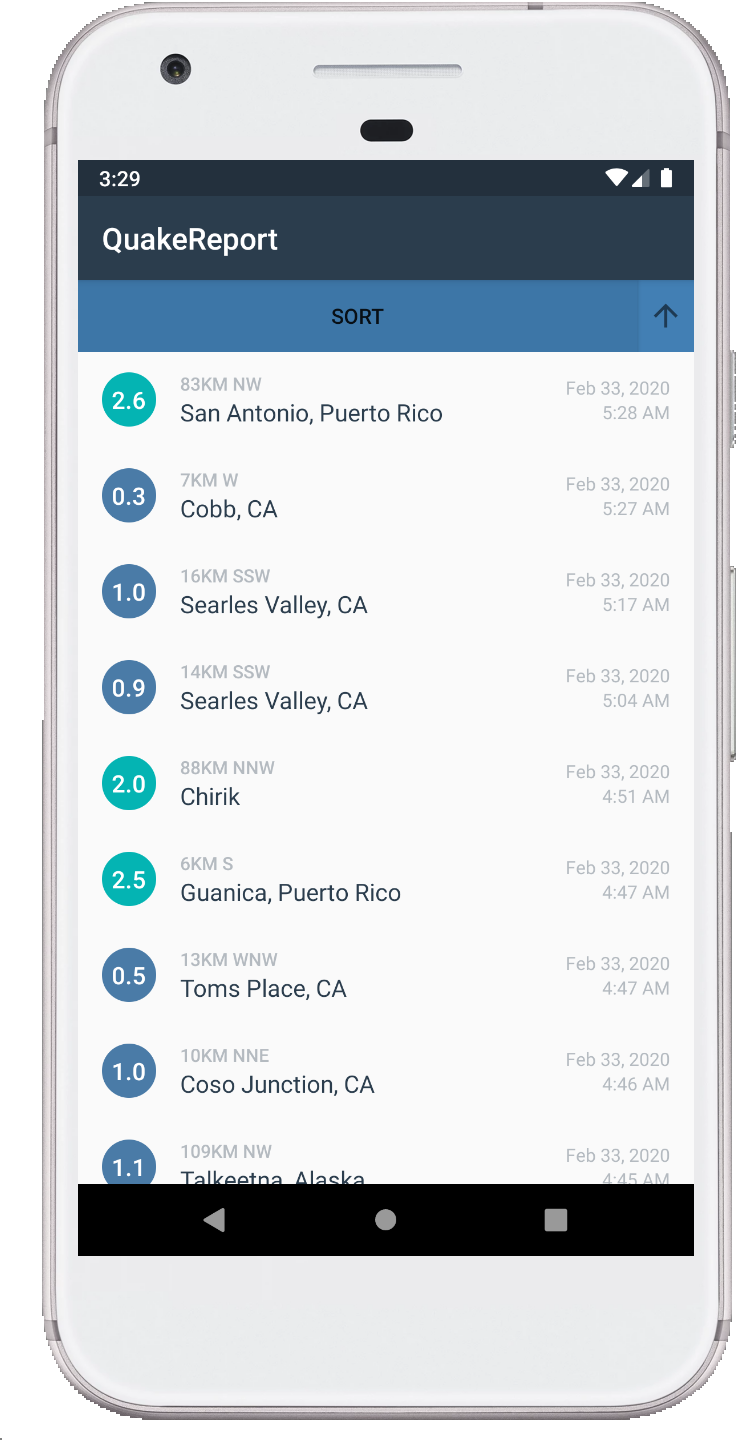 3:29
QuakeReport
SORT
2.6
83KM NW
San Antonio, Puerto Rico
Feb 33, 2020
5:28 AM
0.3
7KM W
Cobb, CA
Feb 33, 2020
5:27 AM
1.0
16KM SSW
Searles Valley, CA
Feb 33, 2020
5:17 AM
0.9
14KM SSW
Searles Valley, CA
Feb 33, 2020
5:04 AM
2.0
88KM NNW
Chirik
Feb 33, 2020
4:51 AM
2.5
6KM S
Guanica, Puerto Rico
Feb 33, 2020
4:47 AM
0.5
13KM WNW
Toms Place, CA
Feb 33, 2020
4:47 AM
1.0
10KM NNE
Coso Junction, CA
Feb 33, 2020
4:46 AM
1.1
109KM NW
Talkeetna, Alaska
Feb 33, 2020
4:45 AM